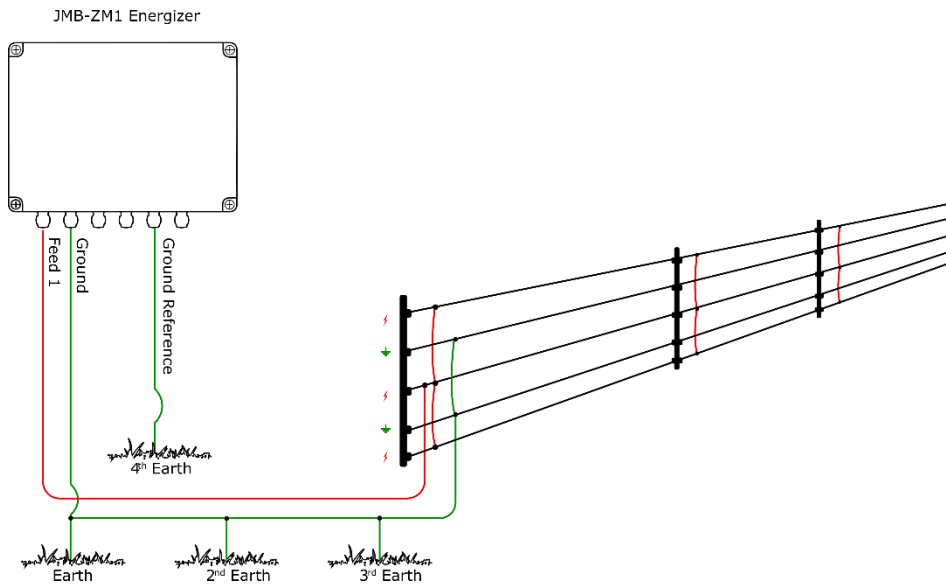 JMB-ZM1 Energizer
Feed 1
Ground
Ground Reference
4th Earth
Earth
2nd Earth
3rd Earth